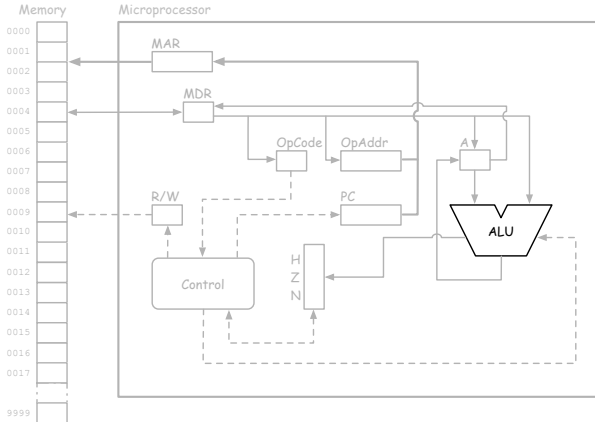 Memory
Microprocessor
0000
0001
0002
0003
0004
0005
0006
0007
0008
0009
0010
0011
0012
0013
0014
0015
0016
0017
9999
MAR
MDR
OpCode
OpAddr
A
R/W
PC
ALU
Control
H
Z
N